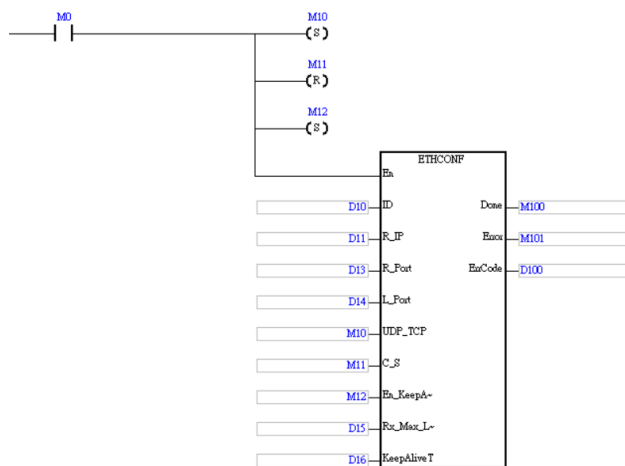 M0
M10
(S)
M11
(R)
M12
(S)
ETHCONF
En
D10 ID Done M100
D11 R_IP Error M101
D13 R_Port ErrCode D100
D14 L_Port
M10 UDP_TCP
M11 C_S
M12 En_KeepA~
D15 Rx_Max_L~
D16 KeepAliveT